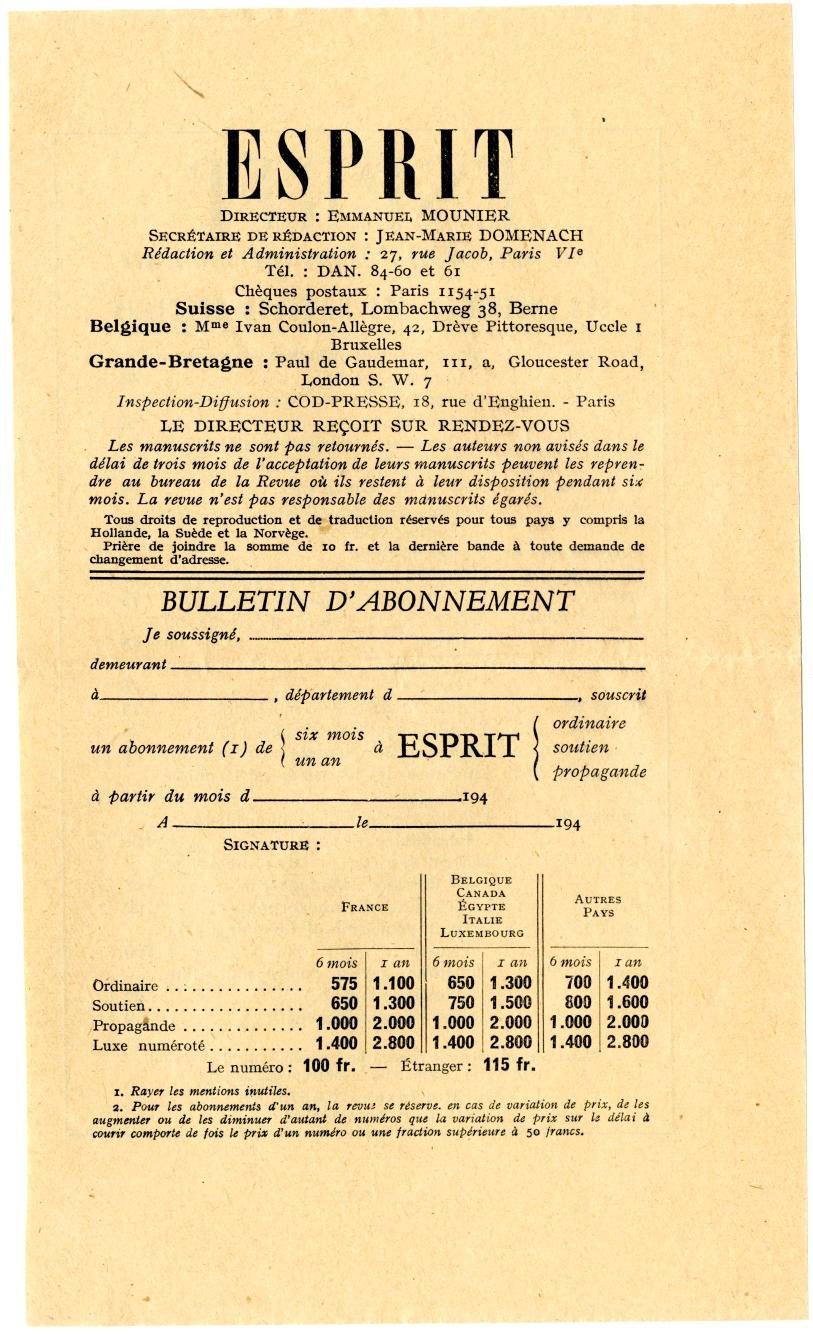 ESPRIT
DIRECTEUR : EMMANUEL MOUNIER
SECRÉTAIRE DE RÉDACTION : JEAN-MARIE DOMENACH
Rédaction et Administration : 27, rue Jacob, Paris VIe
Tél. : DAN. 84-60 et 61
Chèques postaux : Paris 1154-51
Suisse : Schorderet, Lombachweg 38, Berne
Belgique : Mme Ivan Coulon-Allègre, 42, Drève Pittoresque, Uccle 1
Bruxelles
Grande-Bretagne : Paul de Gaudemar, 111, a, Gloucester Road,
London S. W. 7
Inspection-Diffusion : COD-PRESSE, 18, rue d'Enghien. - Paris
LE DIRECTEUR REÇOIT SUR RENDEZ-VOUS
Les manuscrits ne sont pas retournés. — Les auteurs non avisés dans le
délai de trois mois de l'acceptation de leurs manuscrits peuvent les repren-
dre au bureau de la Revue où ils restent à leur disposition pendant six
mois. La revue n'est pas responsable des manuscrits égarés.
Tous droits de reproduction et de traduction réservés pour tous pays y compris la
Hollande, la Suède et la Norvège.
Prière de joindre la somme de 10 fr. et la dernière bande à toute demande de
changement d'adresse.
BULLETIN D'ABONNEMENT
Je soussigné,
demeurant
à , département d , souscrit
un abonnement (1) de { six mois un an à ESPRIT { ordinaire soutien propagande
à partir du mois d 194
A le 194
SIGNATURE :
FRANCE | BELGIQUE CANADA ÉGYPTE ITALIE LUXEMBOURG | AUTRES PAYS
6 mois | 1 an | 6 mois | 1 an | 6 mois | 1 an
Ordinaire ............... 575 1.100 650 1.300 700 1.400
Soutien ................. 650 1.300 750 1.500 800 1.600
Propagande .............. 1.000 2.000 1.000 2.000 1.000 2.000
Luxe numéroté ........... 1.400 2.800 1.400 2.800 1.400 2.800
Le numéro : 100 fr. — Étranger : 115 fr.
1. Rayer les mentions inutiles.
2. Pour les abonnements d'un an, la revue se réserve. en cas de variation de prix, de les
augmenter ou de les diminuer d'autant de numéros que la variation de prix sur le délai à
courir comporte de fois le prix d'un numéro ou une fraction supérieure à 50 francs.